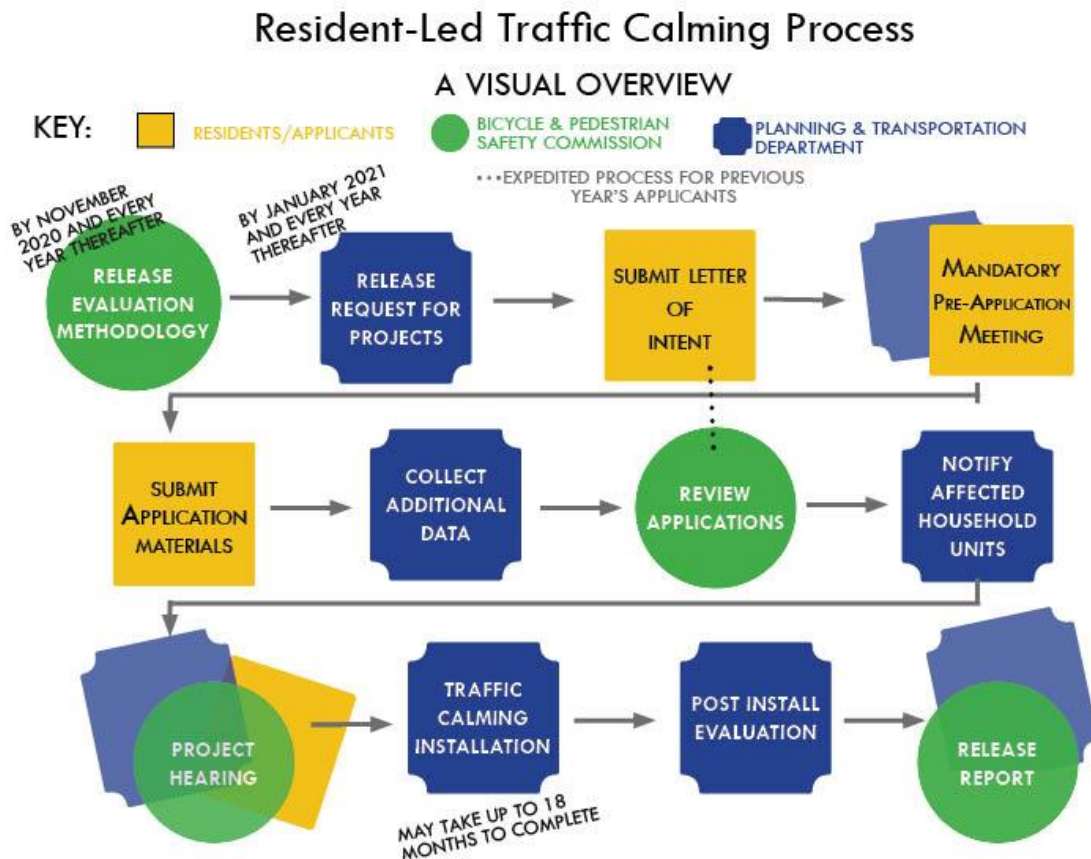 Resident-Led Traffic Calming Process
A VISUAL OVERVIEW
KEY:
RESIDENTS/APPLICANTS
BICYCLE & PEDESTRIAN
SAFETY COMMISSION
PLANNING & TRANSPORTATION
DEPARTMENT
•••EXPEDITED PROCESS FOR PREVIOUS
YEAR'S APPLICANTS
BY NOVEMBER
2020 AND EVERY
YEAR THEREAFTER
RELEASE
EVALUATION
METHODOLOGY
BY JANUARY 2021
AND EVERY YEAR
THEREAFTER
RELEASE
REQUEST FOR
PROJECTS
SUBMIT LETTER
OF
INTENT
MANDATORY
PRE-APPLICATION
MEETING
SUBMIT
APPLICATION
MATERIALS
COLLECT
ADDITIONAL
DATA
REVIEW
APPLICATIONS
NOTIFY
AFFECTED
HOUSEHOLD
UNITS
PROJECT
HEARING
TRAFFIC
CALMING
INSTALLATION
MAY TAKE UP TO 18
MONTHS TO COMPLETE
POST INSTALL
EVALUATION
RELEASE
REPORT